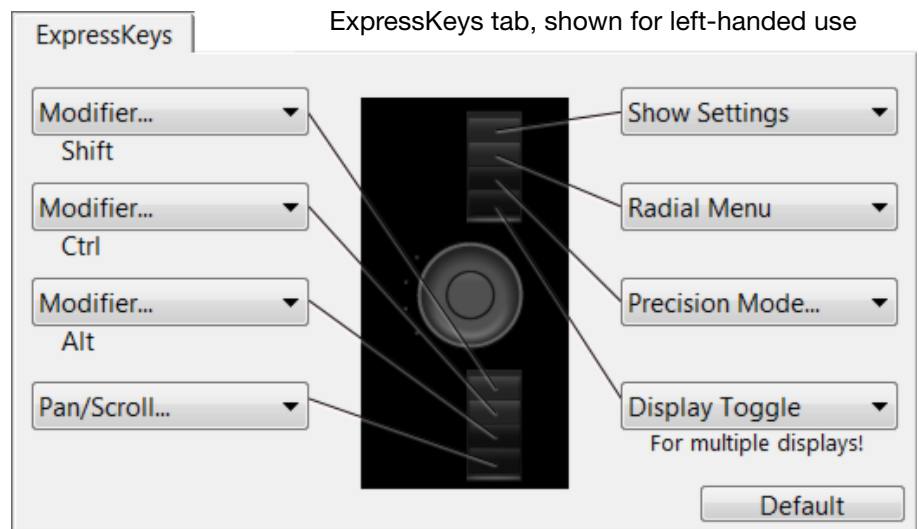 ExpressKeys tab, shown for left-handed use
ExpressKeys
Modifier...
Shift
Modifier...
Ctrl
Modifier...
Alt
Pan/Scroll...
Show Settings
Radial Menu
Precision Mode...
Display Toggle
For multiple displays!
Default